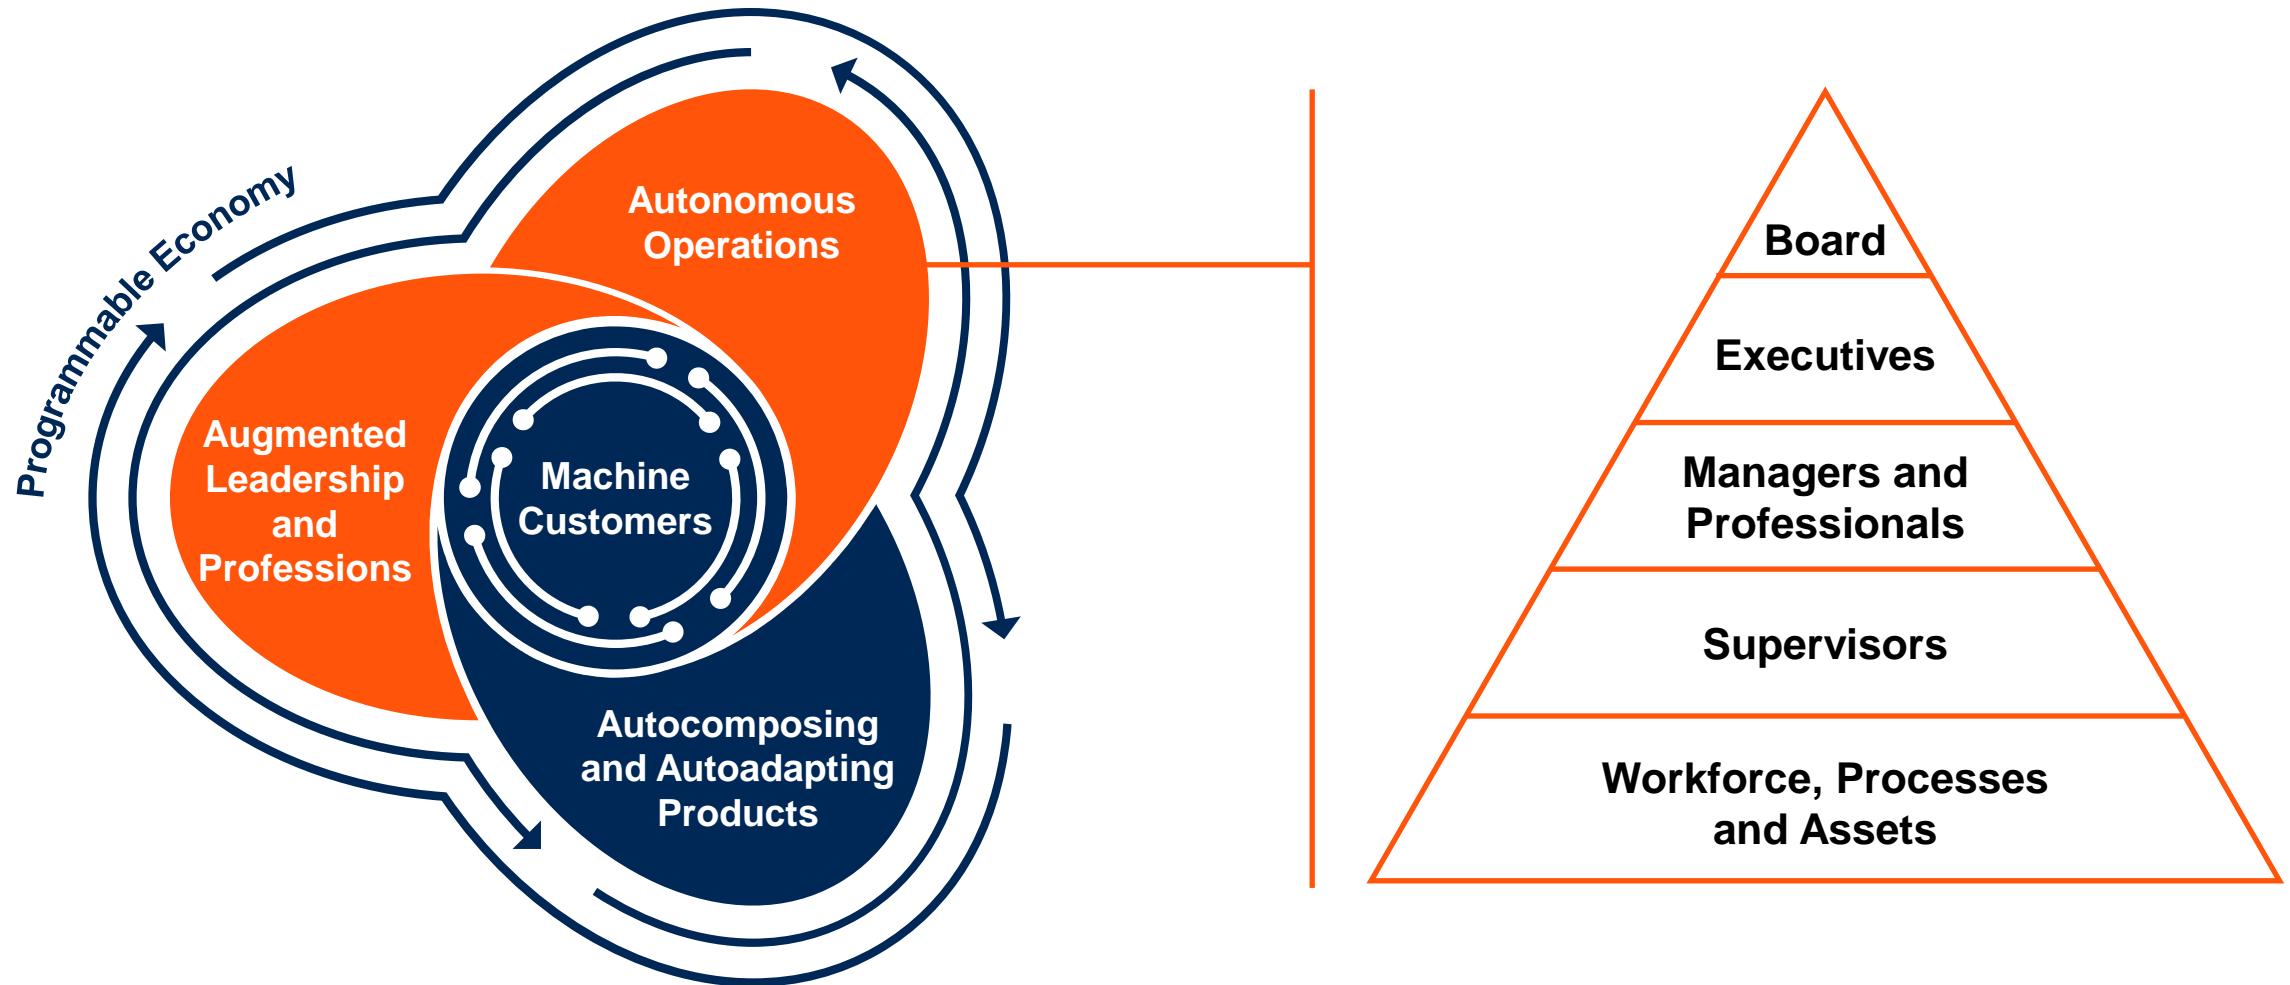 Programmable Economy
Autonomous
Operations
Augmented
Leadership
and
Professions
Machine
Customers
Autocomposing
and Autoadapting
Products
Board
Executives
Managers and
Professionals
Supervisors
Workforce, Processes
and Assets